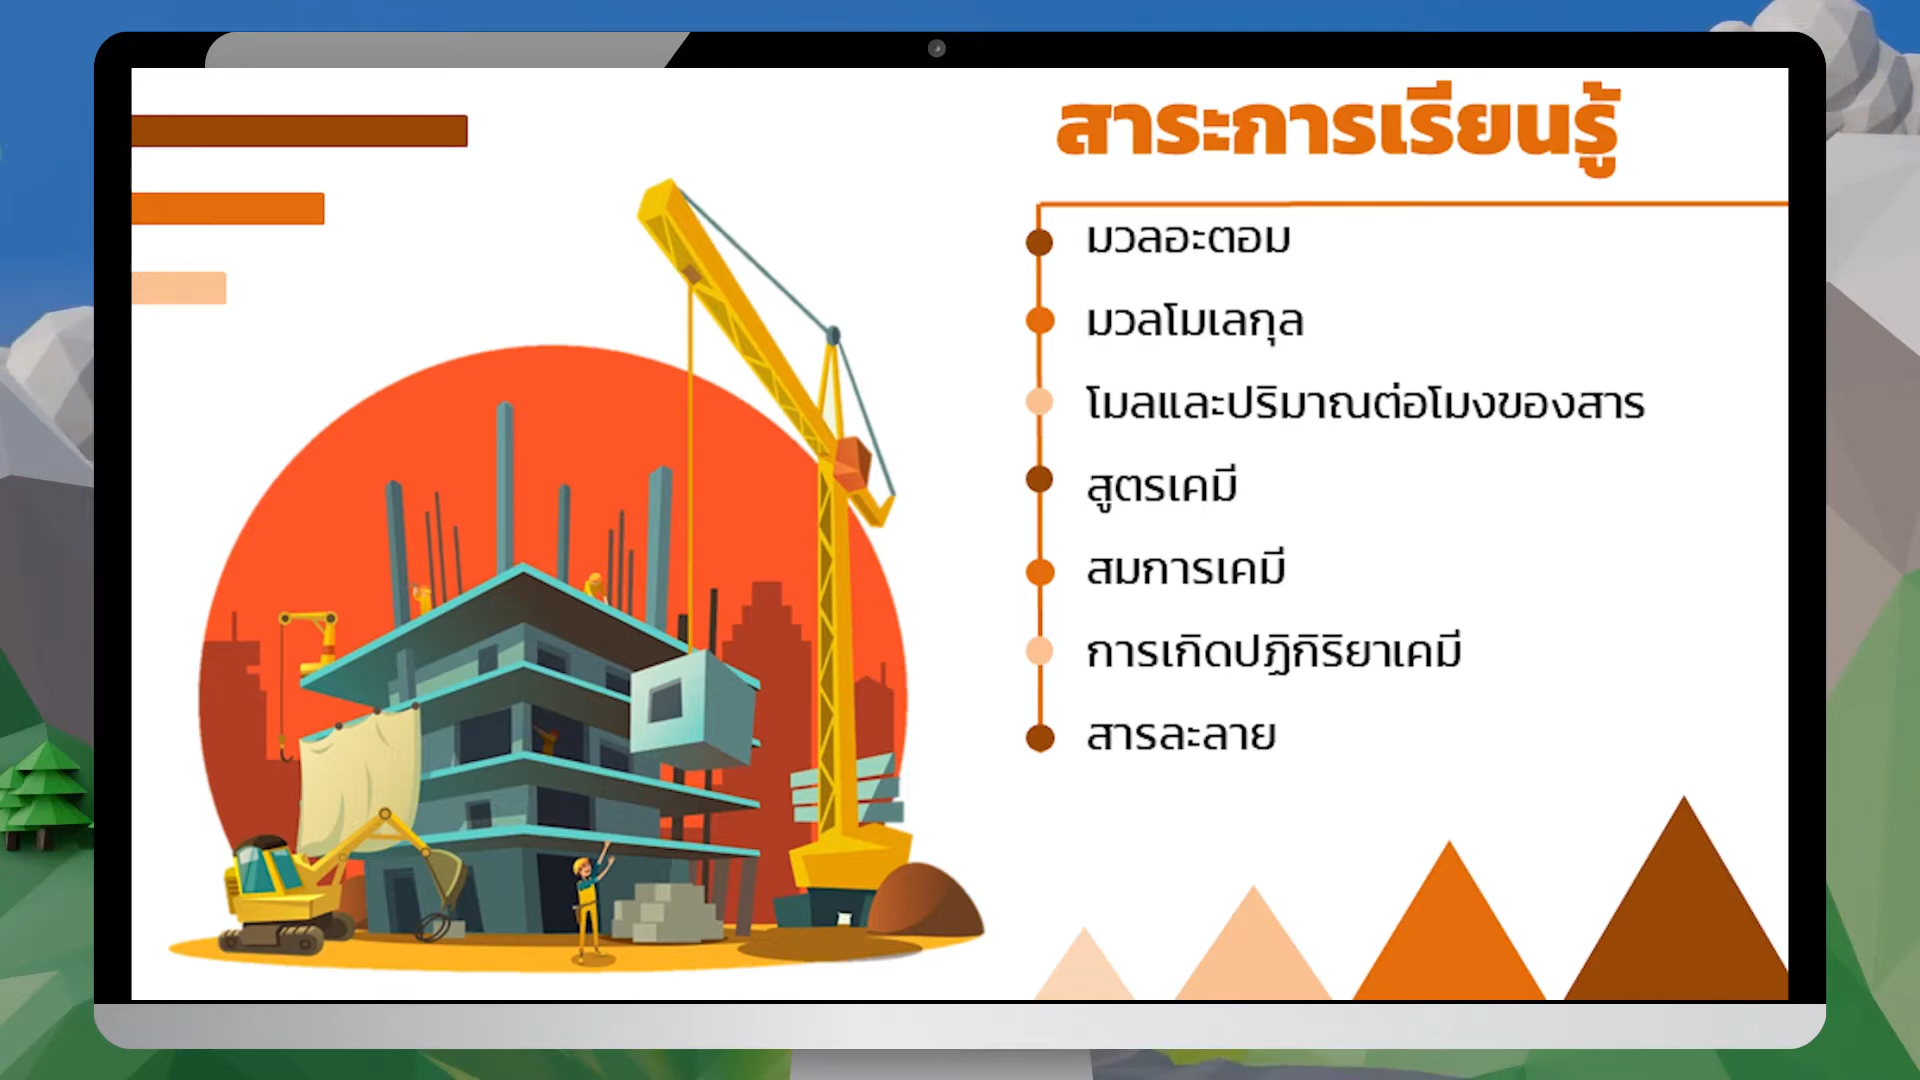 สาระการเรียนรู้
มวลอะตอม
มวลโมเลกุล
โมลและปริมาณต่อโมงของสาร
สูตรเคมี
สมการเคมี
การเกิดปฏิกิริยาเคมี
สารละลาย